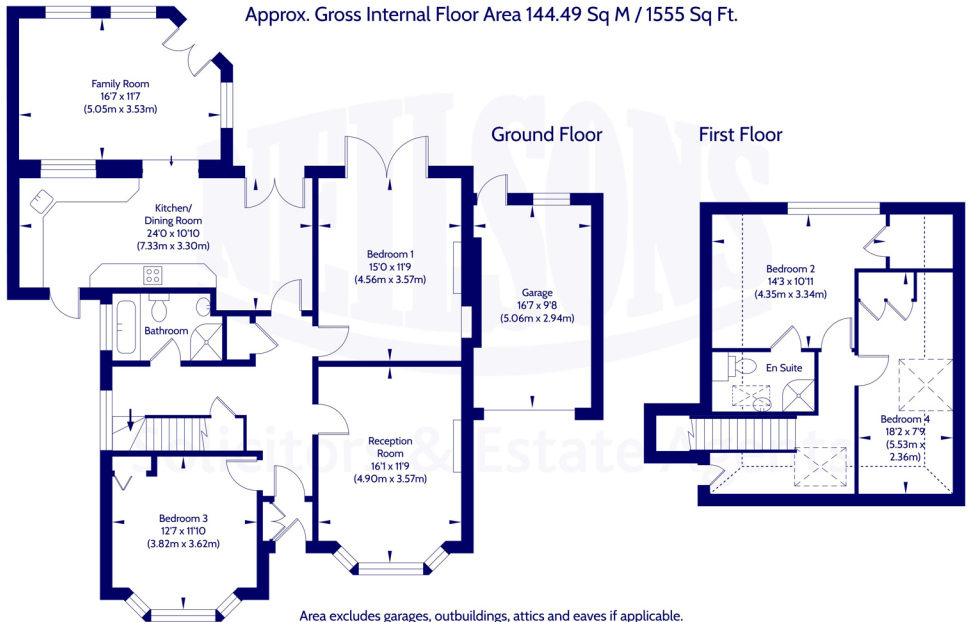 Approx. Gross Internal Floor Area 144.49 Sq M / 1555 Sq Ft.
Family Room
16'7 x 11'7
(5.05m x 3.53m)
Ground Floor
First Floor
Kitchen/
Dining Room
24'0 x 10'10
(7.33m x 3.30m)
Bedroom 1
15'0 x 11'9
(4.56m x 3.57m)
Garage
16'7 x 9'8
(5.06m x 2.94m)
Bedroom 2
14'3 x 10'11
(4.35m x 3.34m)
Bathroom
En Suite
Reception
Room
16'1 x 11'9
(4.90m x 3.57m)
Bedroom 4
18'2 x 7'9
(5.53m x
2.36m)
Bedroom 3
12'7 x 11'10
(3.82m x 3.62m)
NEILSONS
Solicitors & Estate Agents
Area excludes garages, outbuildings, attics and eaves if applicable.